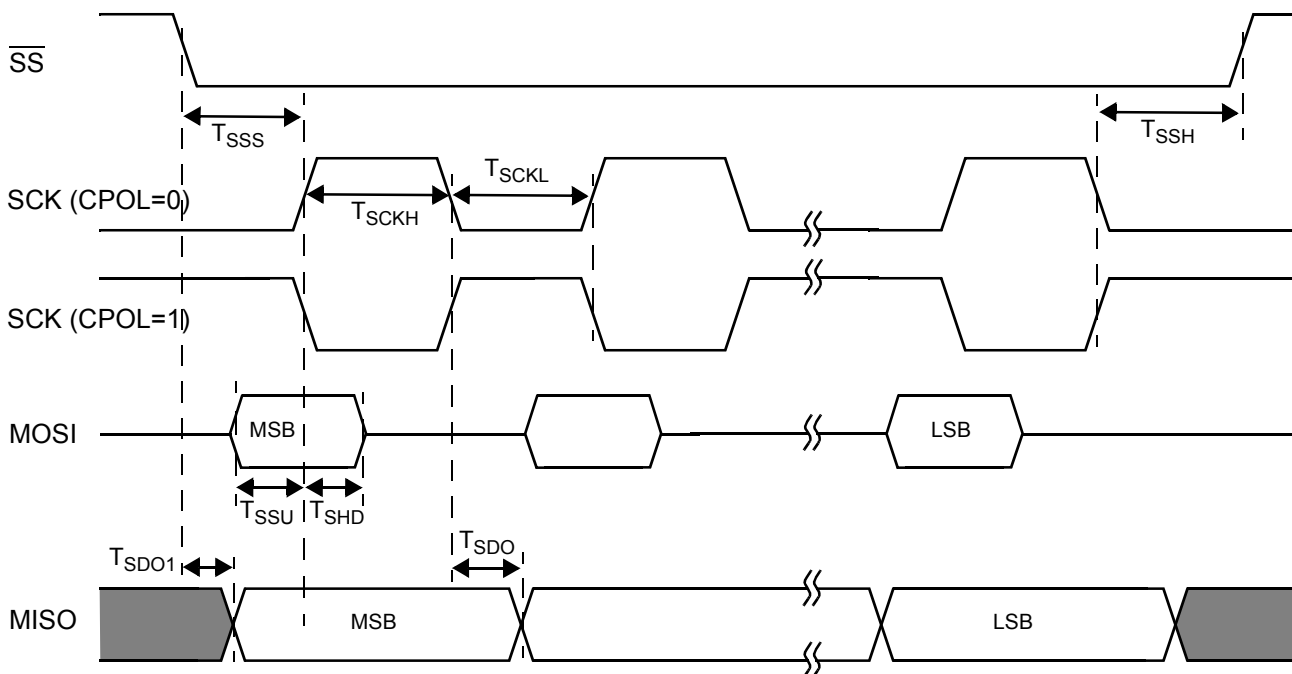 SS
TSSS
TSSH
SCK (CPOL=0)
TSCKH
TSCKL
SCK (CPOL=1)
MOSI
MSB
LSB
TSSU
TSHD
TSDO1
TSDO
MISO
MSB
LSB